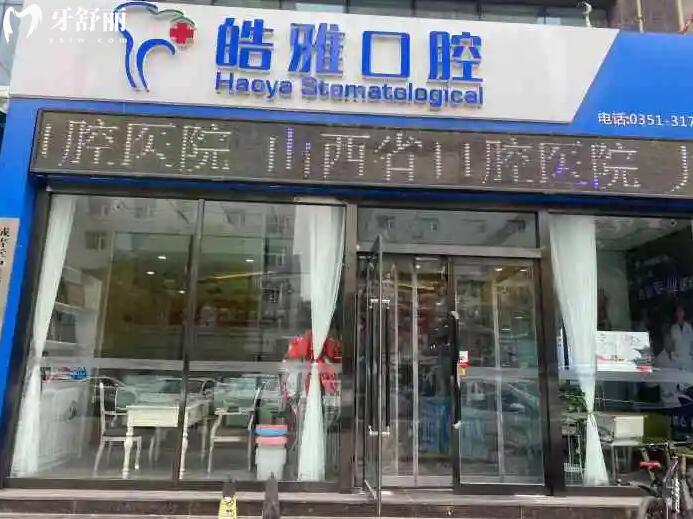 牙舒丽
皓雅口腔
Haoya Stomatological
电话:0351-317
口腔医院 山西省口腔医院